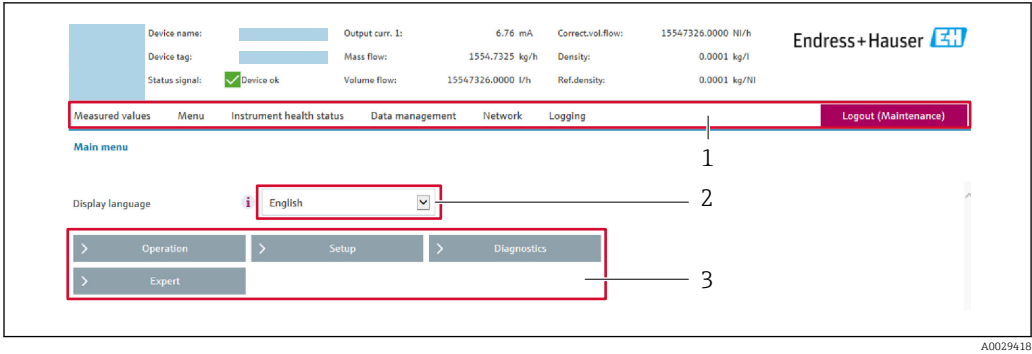 Device name: Output curr. 1: 6.76 mA Correct.vol.flow: 15547326.0000 Nl/h
Endress+Hauser EH
Device tag: Mass flow: 1554.7325 kg/h Density: 0.0001 kg/l
Status signal: Device ok Volume flow: 15547326.0000 l/h Ref.density: 0.0001 kg/Nl
Measured values Menu Instrument health status Data management Network Logging Logout (Maintenance)
1
Main menu
Display language i English 2
> Operation > Setup > Diagnostics
> Expert 3
A0029418